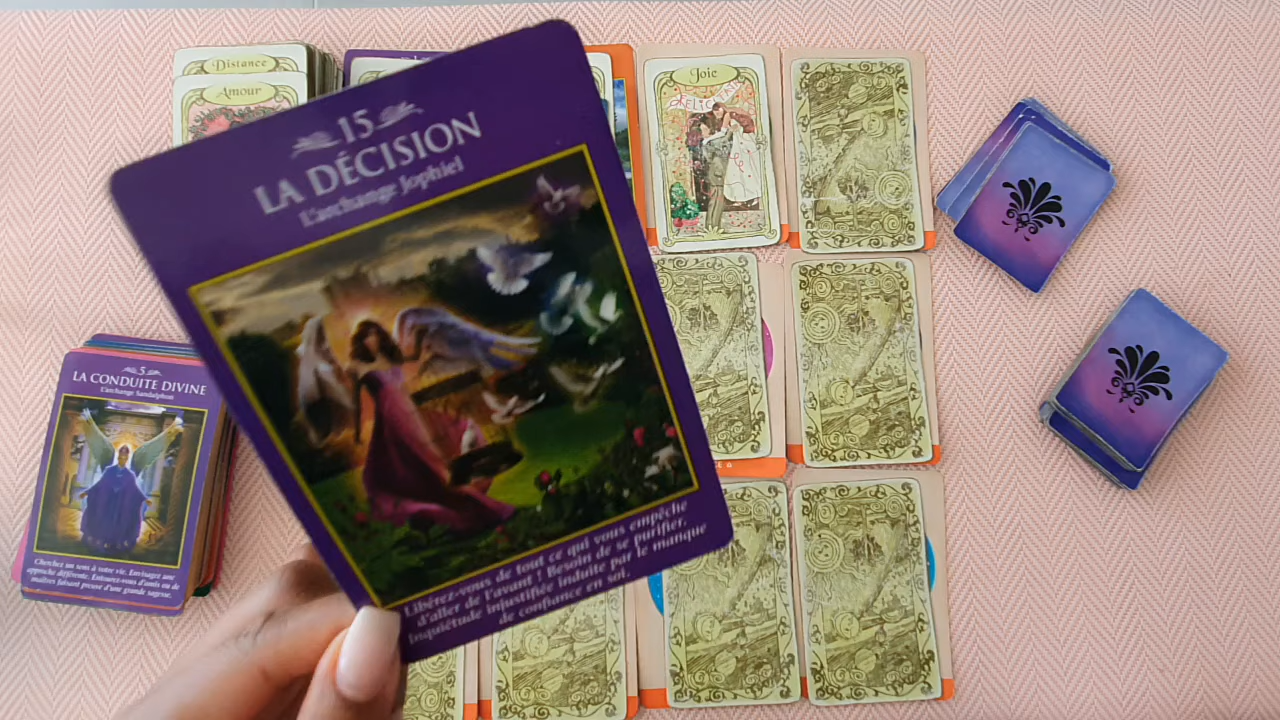 Distance
Amour
15
LA DÉCISION
L'archange Jophiel
Libérez-vous de tout ce qui vous empêche
d'aller de l'avant ! Besoin de se purifier.
Inquiétude injustifiée induite par le manque
de confiance en soi.
Joie
5
LA CONDUITE DIVINE
L'archange Sandalphon
Cherchez un sens à votre vie. Envisagez une
approche différente. Entourez-vous d'amis ou de
maîtres faisant preuve d'une grande sagesse.